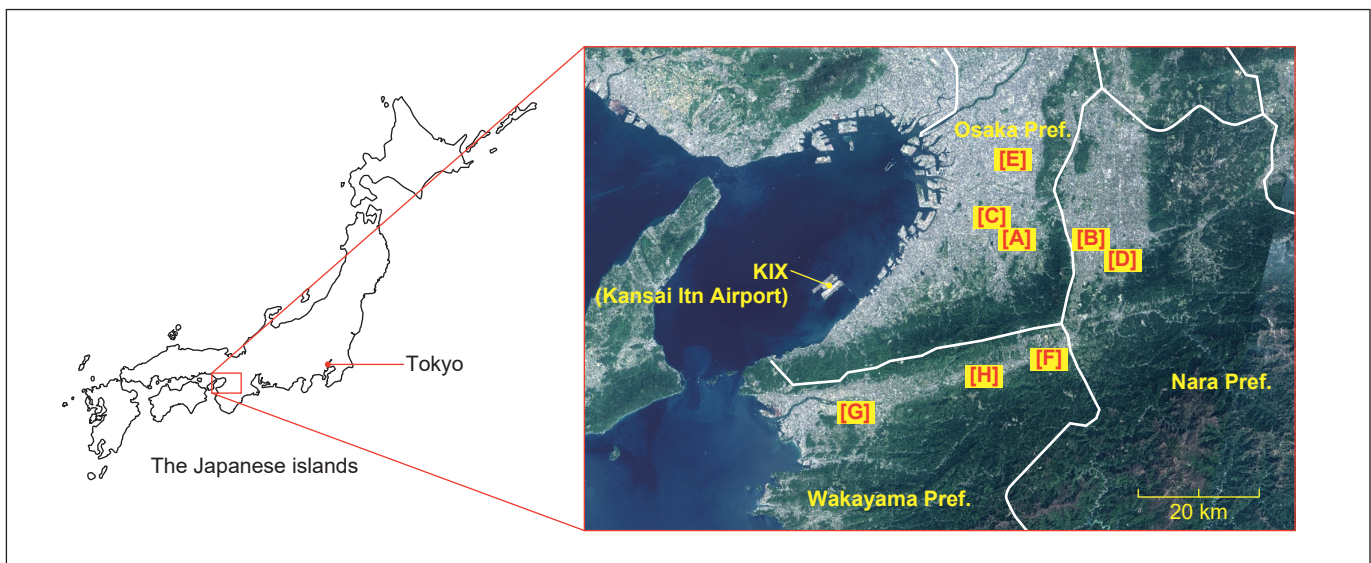 Tokyo
The Japanese islands
Osaka Pref.
[E]
[C]
[A]
[B]
[D]
KIX
(Kansai Itn Airport)
[F]
[H]
[G]
Nara Pref.
Wakayama Pref.
20 km